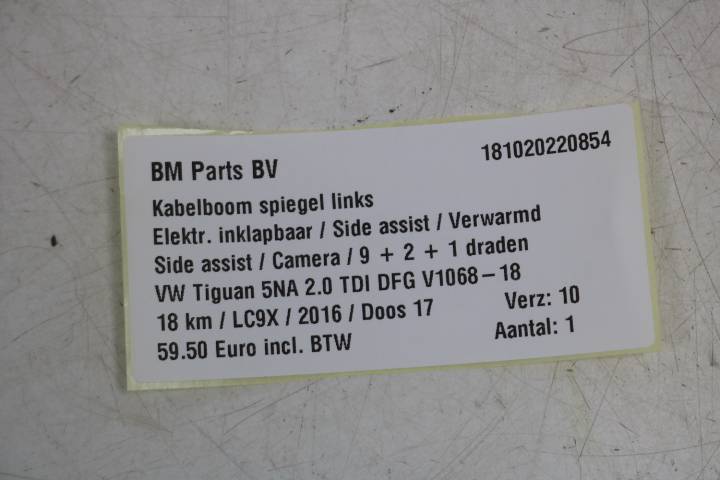 BM Parts BV 181020220854
Kabelboom spiegel links
Elektr. inklapbaar / Side assist / Verwarmd
Side assist / Camera / 9 + 2 + 1 draden
VW Tiguan 5NA 2.0 TDI DFG V1068-18
18 km / LC9X / 2016 / Doos 17 Verz: 10
59.50 Euro incl. BTW Aantal: 1